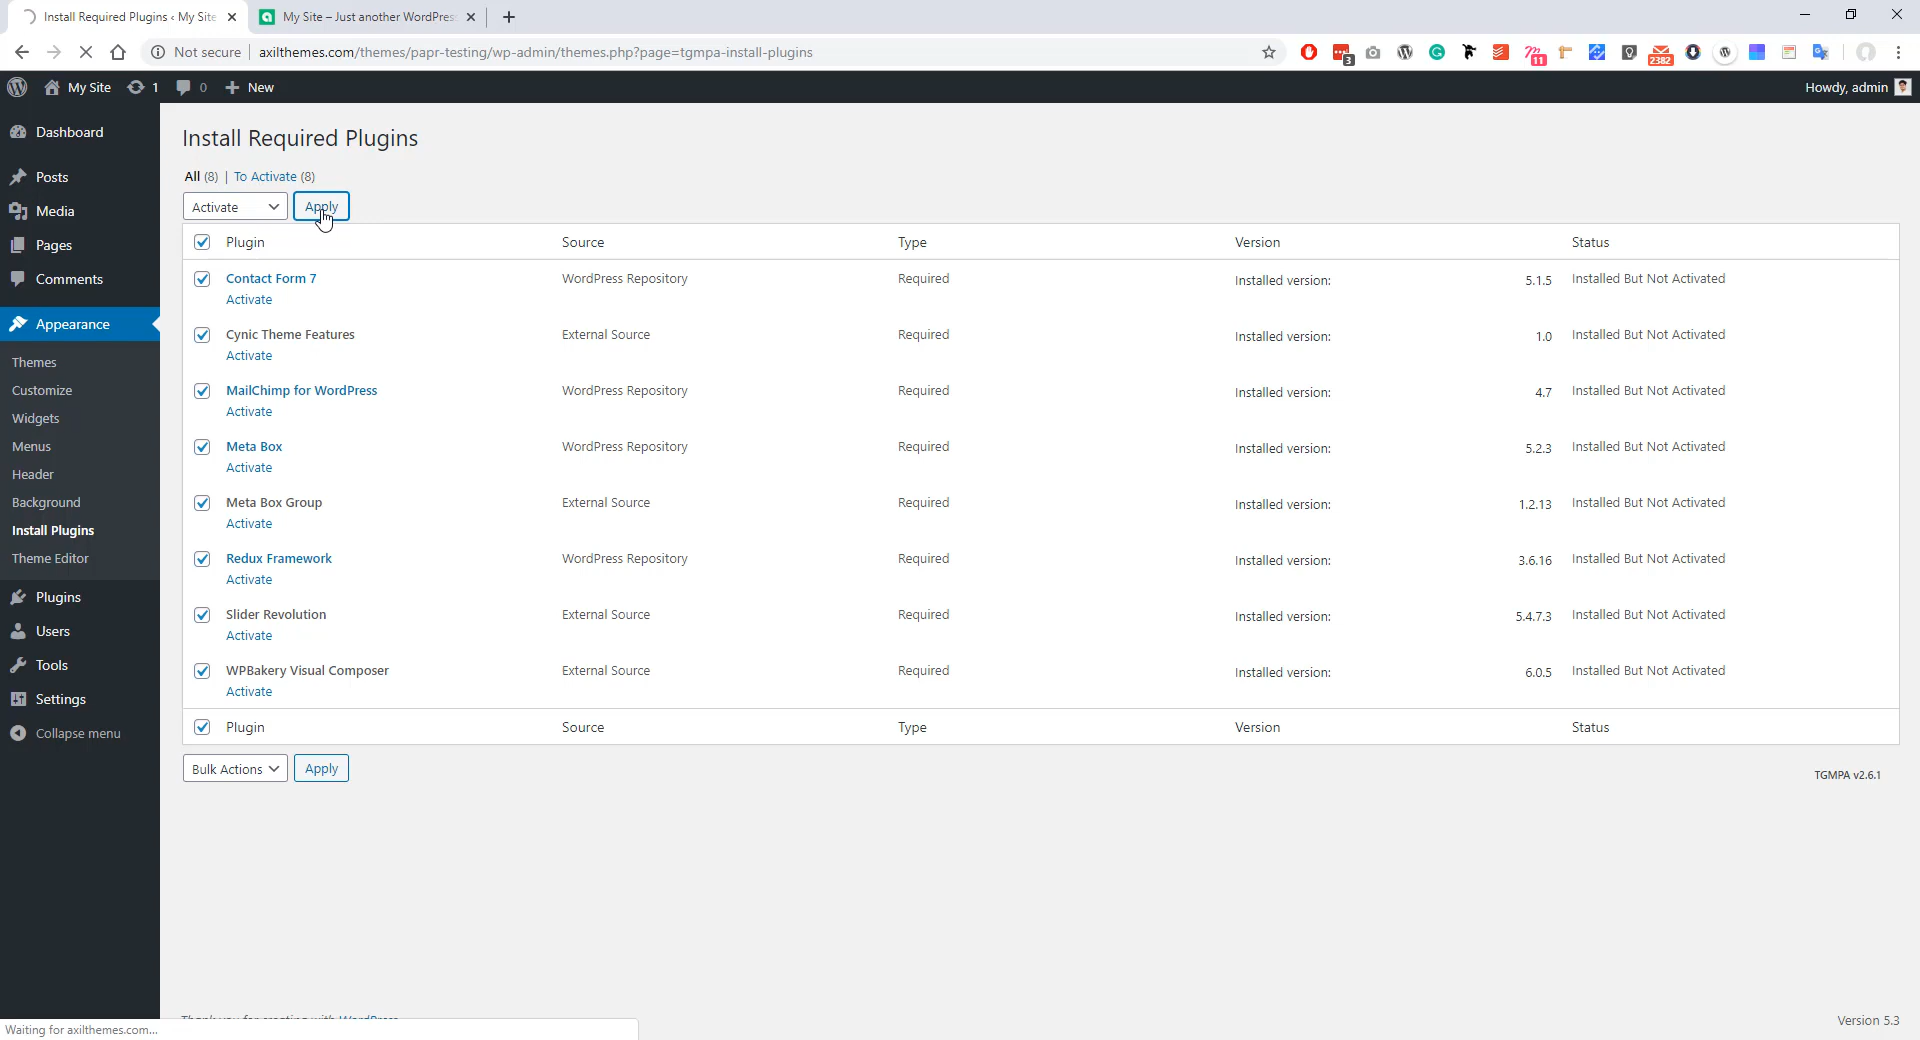 Install Required Plugins ‹ My Site
My Site – Just another WordPress
Not secure
axilthemes.com/themes/papr-testing/wp-admin/themes.php?page=tgmpa-install-plugins
3
11
2382
My Site
1
0
New
Howdy, admin
Dashboard
Posts
Media
Pages
Comments
Appearance
Themes
Customize
Widgets
Menus
Header
Background
Install Plugins
Theme Editor
Plugins
Users
Tools
Settings
Collapse menu
Install Required Plugins
All (8) | To Activate (8)
Activate Apply
Plugin Source Type Version Status
Contact Form 7 WordPress Repository Required Installed version: 5.1.5 Installed But Not Activated
Activate
Cynic Theme Features External Source Required Installed version: 1.0 Installed But Not Activated
Activate
MailChimp for WordPress WordPress Repository Required Installed version: 4.7 Installed But Not Activated
Activate
Meta Box WordPress Repository Required Installed version: 5.2.3 Installed But Not Activated
Activate
Meta Box Group External Source Required Installed version: 1.2.13 Installed But Not Activated
Activate
Redux Framework WordPress Repository Required Installed version: 3.6.16 Installed But Not Activated
Activate
Slider Revolution External Source Required Installed version: 5.4.7.3 Installed But Not Activated
Activate
WPBakery Visual Composer External Source Required Installed version: 6.0.5 Installed But Not Activated
Activate
Plugin Source Type Version Status
Bulk Actions Apply
TGMPA v2.6.1
Thank you for creating with WordPress
Version 5.3
Waiting for axilthemes.com...